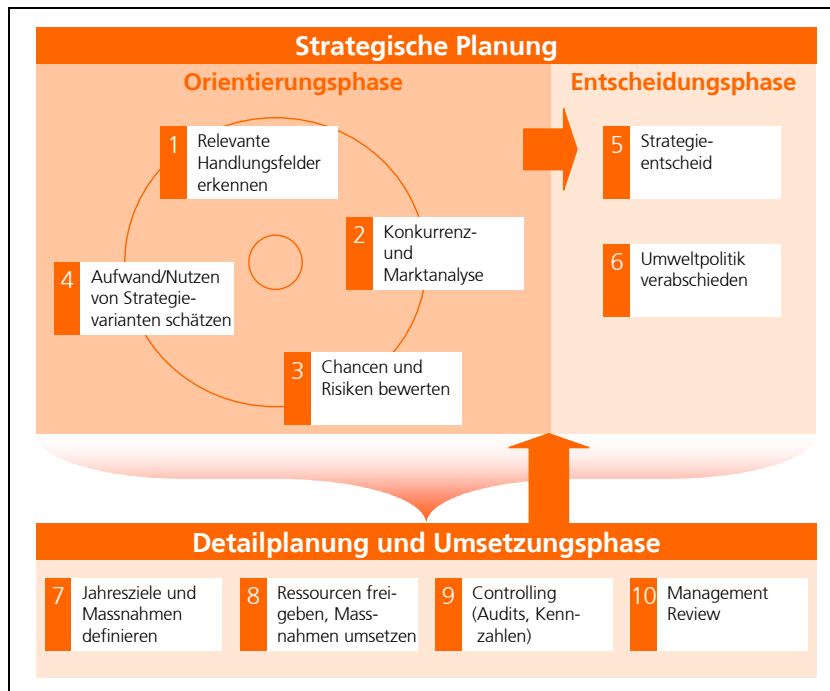 Strategische Planung
Orientierungsphase
Entscheidungsphase
1
Relevante
Handlungsfelder
erkennen
2
Konkurrenz-
und
Marktanalyse
3
Chancen und
Risiken bewerten
4
Aufwand/Nutzen
von Strategie-
varianten schätzen
5
Strategie-
entscheid
6
Umweltpolitik
verabschieden
Detailplanung und Umsetzungsphase
7
Jahresziele und
Massnahmen
definieren
8
Ressourcen frei-
geben, Mass-
nahmen umsetzen
9
Controlling
(Audits, Kenn-
zahlen)
10
Management
Review